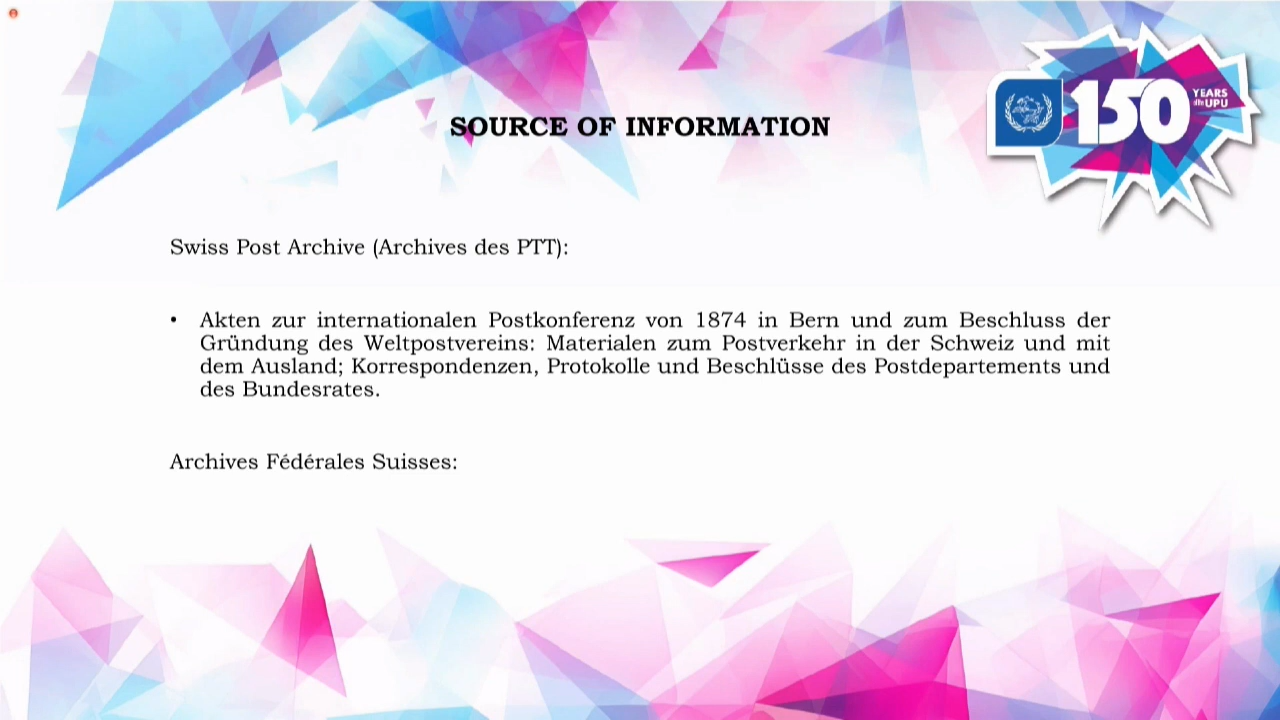 SOURCE OF INFORMATION
150
YEARS
of the UPU
Swiss Post Archive (Archives des PTT):
• Akten zur internationalen Postkonferenz von 1874 in Bern und zum Beschluss der
Gründung des Weltpostvereins: Materialen zum Postverkehr in der Schweiz und mit
dem Ausland; Korrespondenzen, Protokolle und Beschlüsse des Postdepartements und
des Bundesrates.
Archives Fédérales Suisses: